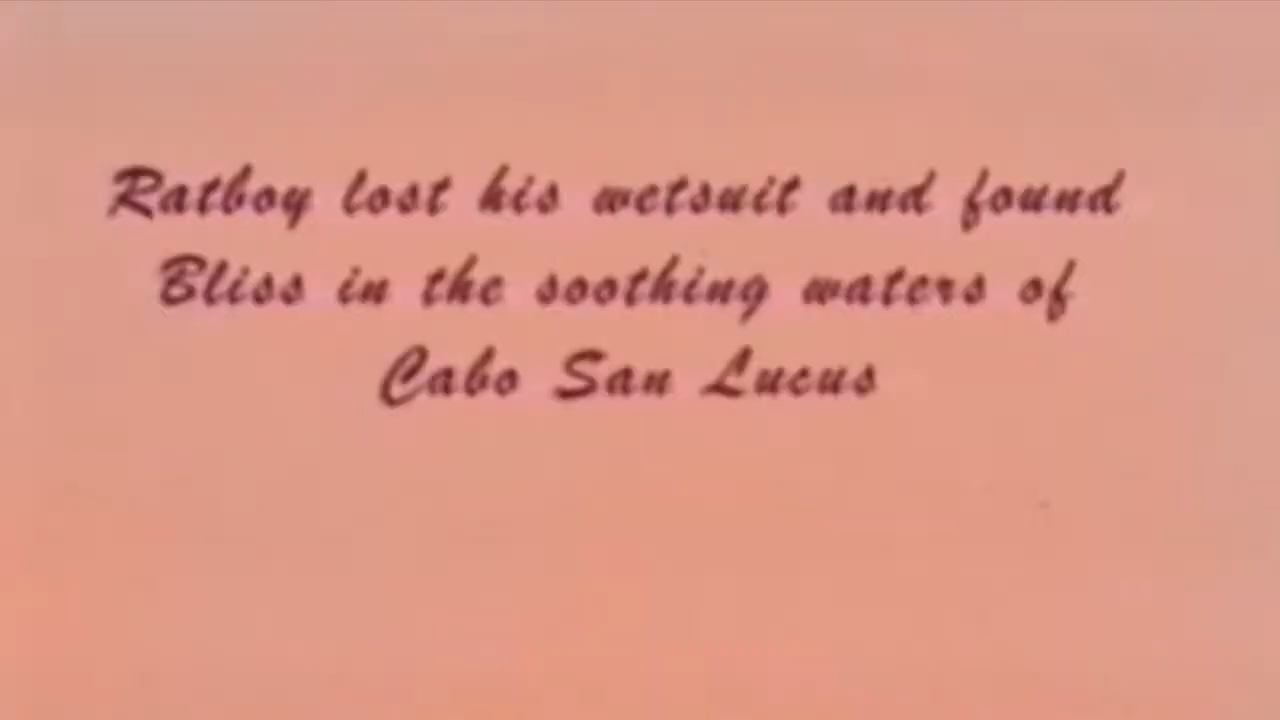 Ratboy lost his wetsuit and found
Bliss in the soothing waters of
Cabo San Lucus